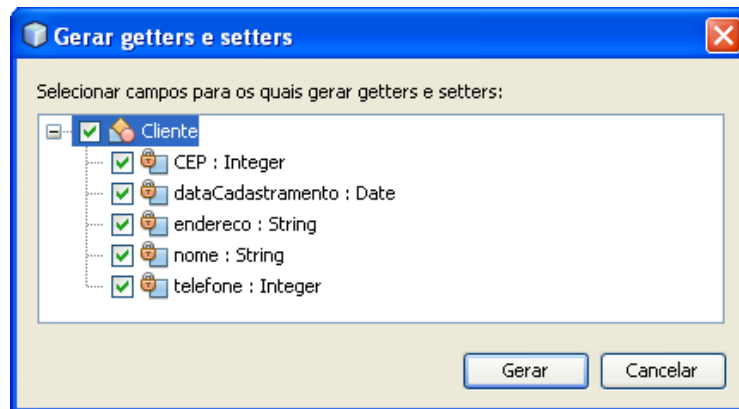 Gerar getters e setters
Selecionar campos para os quais gerar getters e setters:
Cliente
CEP : Integer
dataCadastramento : Date
endereco : String
nome : String
telefone : Integer
Gerar Cancelar